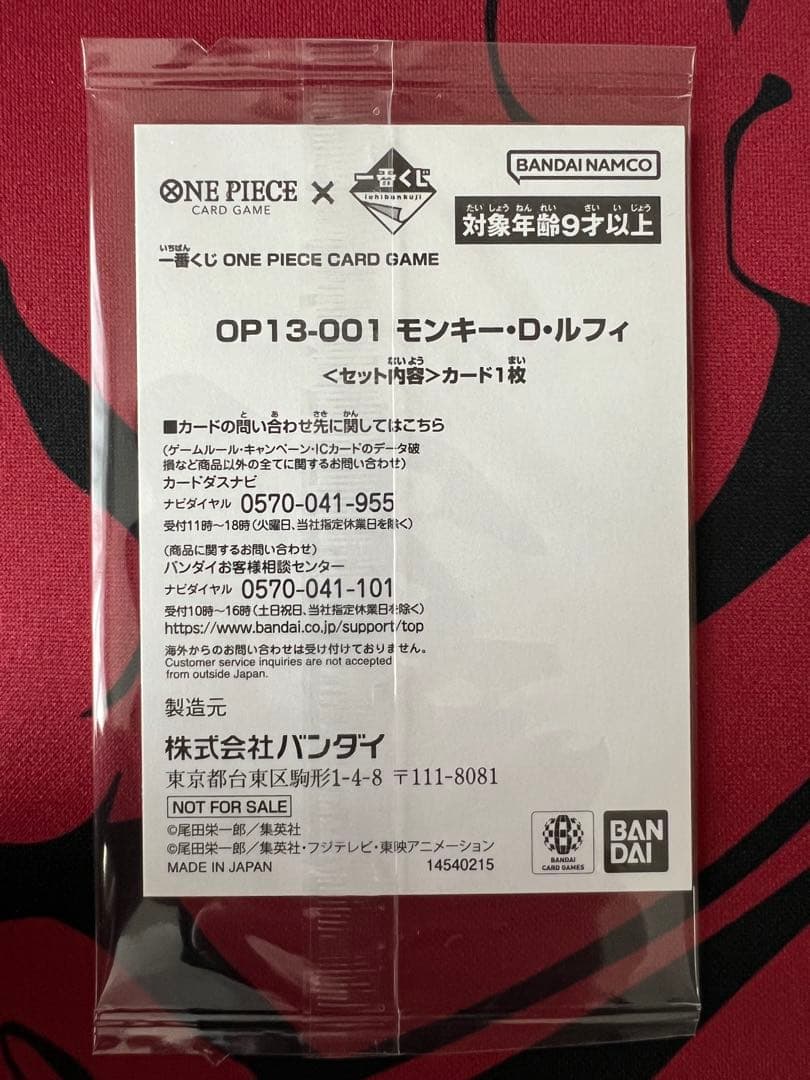 BANDAI NAMCO
ONE PIECE × 一番くじ
CARD GAME ichibankuji
たいしょうねんれい さいいじょう
対象年齢9才以上
いちばん
一番くじ ONE PIECE CARD GAME
OP13-001 モンキー・D・ルフィ
ないよう まい
<セット内容>カード1枚
と あ さき かん
■カードの問い合わせ先に関してはこちら
(ゲームルール・キャンペーン・ICカードのデータ破
損など商品以外の全てに関するお問い合わせ)
カードダスナビ
ナビダイヤル 0570-041-955
受付11時~18時(火曜日、当社指定休業日を除く)
(商品に関するお問い合わせ)
バンダイお客様相談センター
ナビダイヤル 0570-041-101
受付10時~16時(土日祝日、当社指定休業日を除く)
https://www.bandai.co.jp/support/top
海外からのお問い合わせは受け付けておりません。
Customer service inquiries are not accepted
from outside Japan.
製造元
株式会社バンダイ
東京都台東区駒形1-4-8 〒111-8081
NOT FOR SALE
©尾田栄一郎/集英社
©尾田栄一郎/集英社・フジテレビ・東映アニメーション
MADE IN JAPAN 14540215
BANDAI
CARD GAMES
BAN
DAI